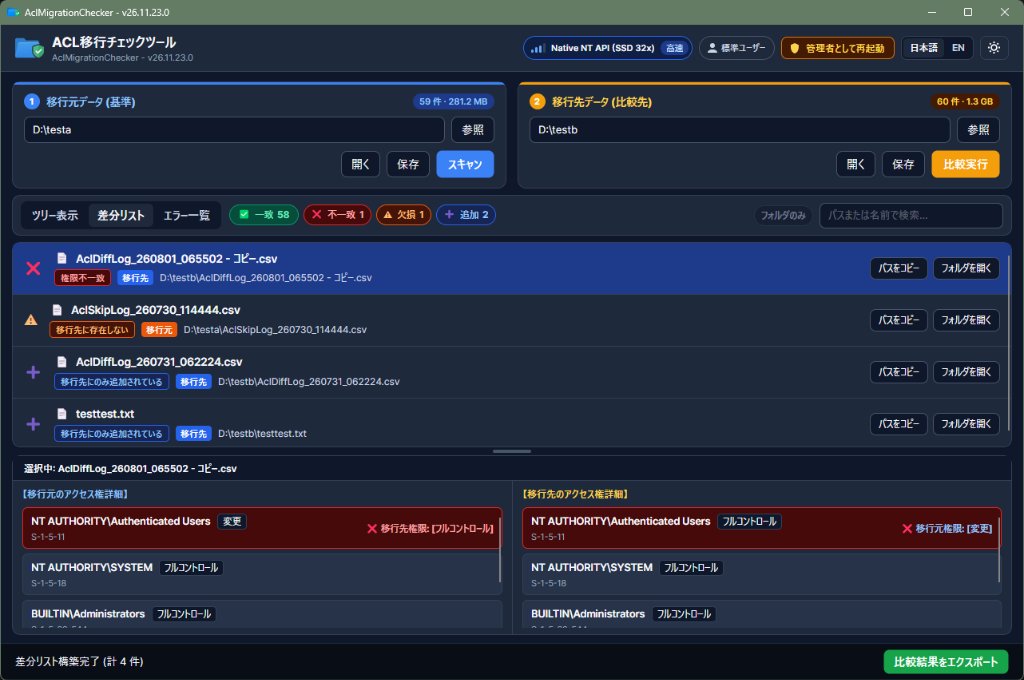 AclMigrationChecker - v26.11.23.0
ACL移行チェックツール
AclMigrationChecker - v26.11.23.0
Native NT API (SSD 32x) 高速
標準ユーザー
管理者として再起動
日本語 EN
1 移行元データ (基準)
59 件 · 281.2 MB
D:\testa
参照
開く 保存 スキャン
2 移行先データ (比較先)
60 件 · 1.3 GB
D:\testb
参照
開く 保存 比較実行
ツリー表示 差分リスト エラー一覧 一致 58 不一致 1 欠損 1 追加 2
フォルダのみ パスまたは名前で検索...
AclDiffLog_260801_065502 - コピー.csv
権限不一致 移行先 D:\testb\AclDiffLog_260801_065502 - コピー.csv
パスをコピー フォルダを開く
AclSkipLog_260730_114444.csv
移行先に存在しない 移行元 D:\testa\AclSkipLog_260730_114444.csv
パスをコピー フォルダを開く
AclDiffLog_260731_062224.csv
移行先にのみ追加されている 移行先 D:\testb\AclDiffLog_260731_062224.csv
パスをコピー フォルダを開く
testtest.txt
移行先にのみ追加されている 移行先 D:\testb\testtest.txt
パスをコピー フォルダを開く
選択中: AclDiffLog_260801_065502 - コピー.csv
【移行元のアクセス権詳細】
NT AUTHORITY\Authenticated Users 変更
S-1-5-11
移行先権限: [フルコントロール]
NT AUTHORITY\SYSTEM フルコントロール
S-1-5-18
BUILTIN\Administrators フルコントロール
【移行先のアクセス権詳細】
NT AUTHORITY\Authenticated Users フルコントロール
S-1-5-11
移行元権限: [変更]
NT AUTHORITY\SYSTEM フルコントロール
S-1-5-18
BUILTIN\Administrators フルコントロール
差分リスト構築完了 (計 4 件)
比較結果をエクスポート